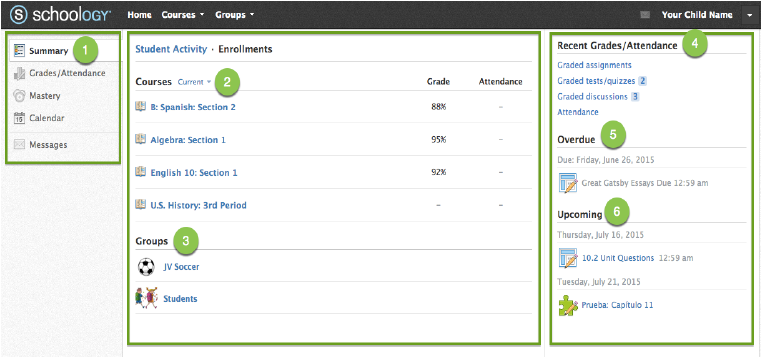 S schoology®
Home Courses Groups Your Child Name
Summary 1
Grades/Attendance
Mastery
15 Calendar
Messages
Student Activity · Enrollments
Courses Current 2 Grade Attendance
B: Spanish: Section 2 88% –
Algebra: Section 1 95% –
English 10: Section 1 92% –
U.S. History: 3rd Period – –
Groups 3
JV Soccer
Students
Recent Grades/Attendance 4
Graded assignments
Graded tests/quizzes 2
Graded discussions 3
Attendance
Overdue 5
Due: Friday, June 26, 2015
Great Gatsby Essays Due 12:59 am
Upcoming 6
Thursday, July 16, 2015
10.2 Unit Questions 12:59 am
Tuesday, July 21, 2015
Prueba: Capítulo 11